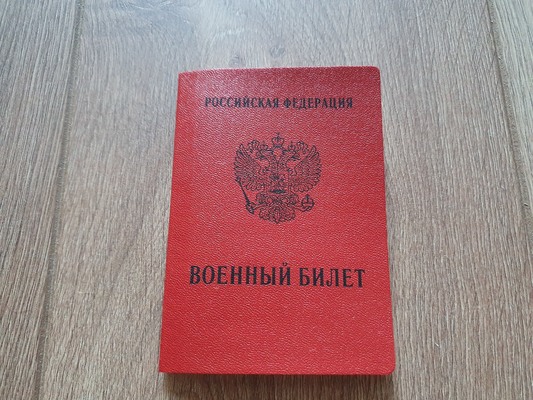 РОССИЙСКАЯ ФЕДЕРАЦИЯ
ВОЕННЫЙ БИЛЕТ